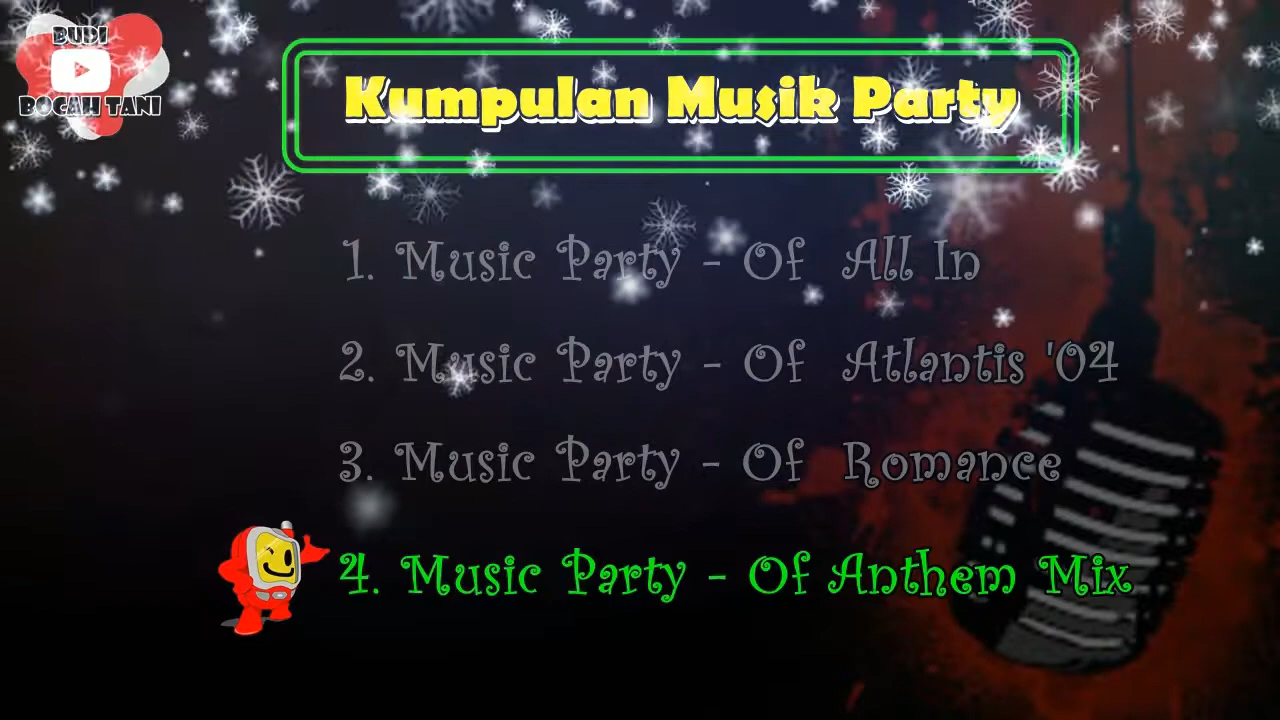 BUDI
BOCAH TANI
Kumpulan Musik Party
1. Music Party - Of All In
2. Music Party - Of Atlantis '04
3. Music Party - Of Romance
4. Music Party - Of Anthem Mix